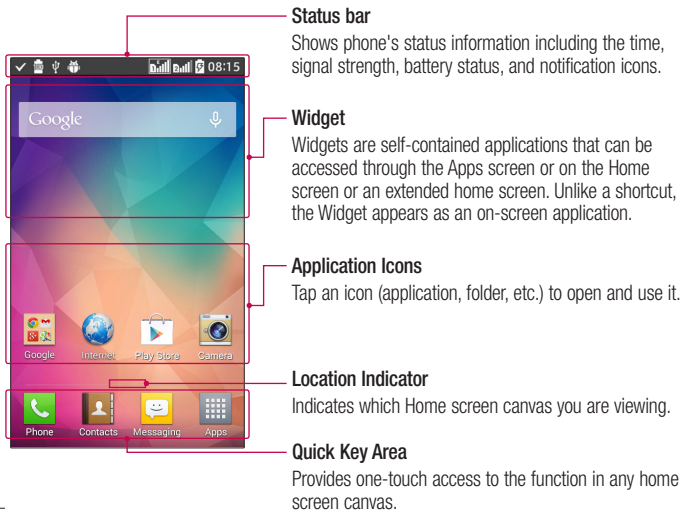 Status bar
Shows phone's status information including the time,
signal strength, battery status, and notification icons.
08:15
Google
Widget
Widgets are self-contained applications that can be
accessed through the Apps screen or on the Home
screen or an extended home screen. Unlike a shortcut,
the Widget appears as an on-screen application.
Application Icons
Tap an icon (application, folder, etc.) to open and use it.
Google Internet Play Store Camera
Location Indicator
Indicates which Home screen canvas you are viewing.
Phone Contacts Messaging Apps
Quick Key Area
Provides one-touch access to the function in any home
screen canvas.